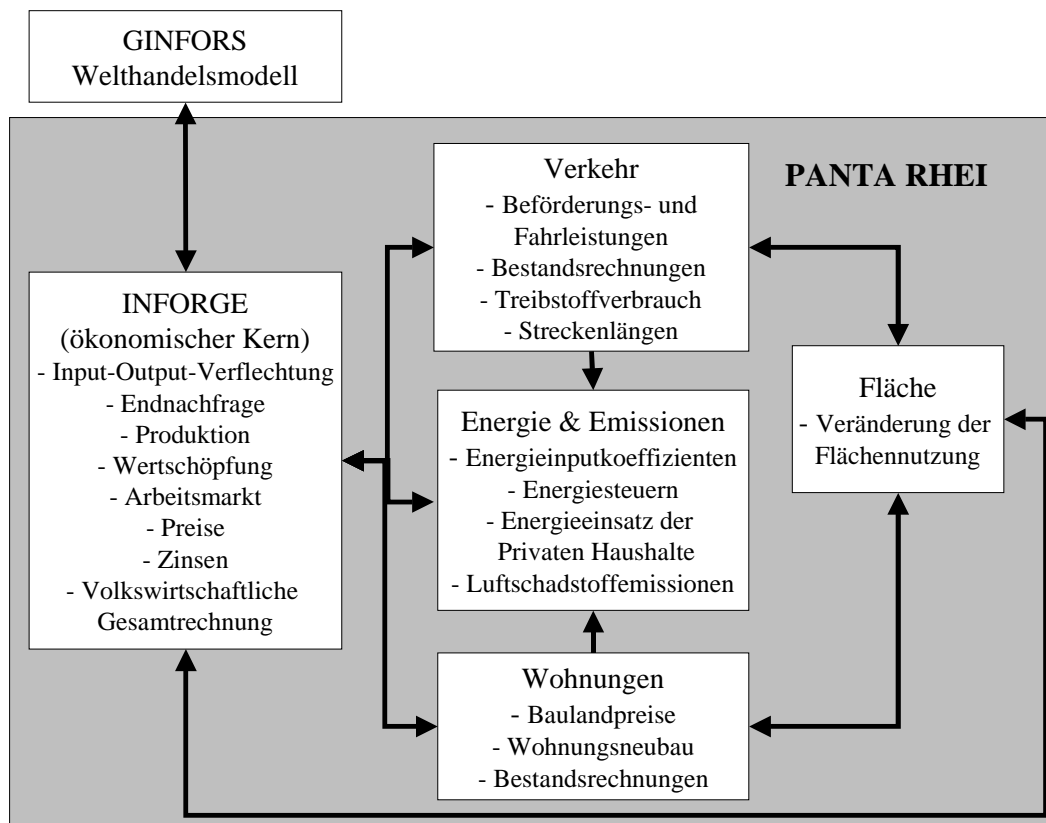 GINFORS
Welthandelsmodell
PANTA RHEI
INFORGE
(ökonomischer Kern)
- Input-Output-Verflechtung
- Endnachfrage
- Produktion
- Wertschöpfung
- Arbeitsmarkt
- Preise
- Zinsen
- Volkswirtschaftliche
Gesamtrechnung
Verkehr
- Beförderungs- und
Fahrleistungen
- Bestandsrechnungen
- Treibstoffverbrauch
- Streckenlängen
Energie & Emissionen
- Energieinputkoeffizienten
- Energiesteuern
- Energieeinsatz der
Privaten Haushalte
- Luftschadstoffemissionen
Wohnungen
- Baulandpreise
- Wohnungsneubau
- Bestandsrechnungen
Fläche
- Veränderung der
Flächennutzung